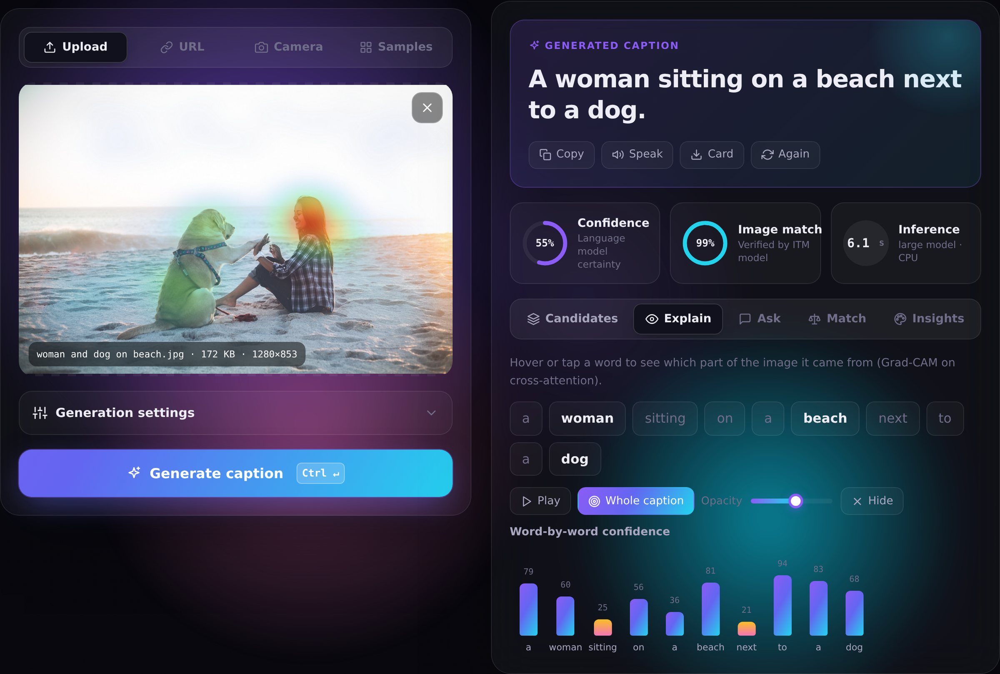 Upload
URL
Camera
Samples
woman and dog on beach.jpg · 172 KB · 1280×853
Generation settings
Generate caption
Ctrl ↵
GENERATED CAPTION
A woman sitting on a beach next
to a dog.
Copy
Speak
Card
Again
55%
Confidence
Language
model
certainty
99%
Image match
Verified by ITM
model
6.1 s
Inference
large model ·
CPU
Candidates
Explain
Ask
Match
Insights
Hover or tap a word to see which part of the image it came from (Grad-CAM on
cross-attention).
a woman sitting on a beach next to
a dog
Play
Whole caption
Opacity
Hide
Word-by-word confidence
79 60 25 56 36 81 21 94 83 68
a woman sitting on a beach next to a dog